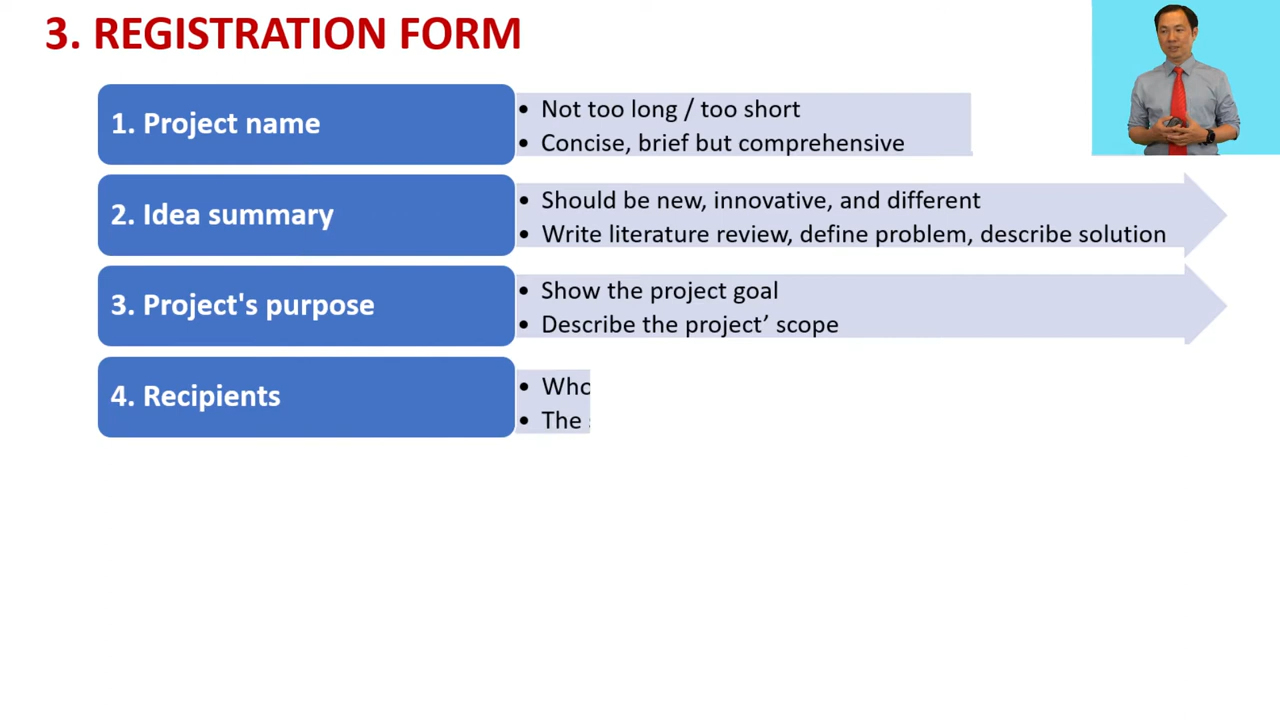 3. REGISTRATION FORM
1. Project name
• Not too long / too short
• Concise, brief but comprehensive
2. Idea summary
• Should be new, innovative, and different
• Write literature review, define problem, describe solution
3. Project's purpose
• Show the project goal
• Describe the project’ scope
4. Recipients
• Who
• The